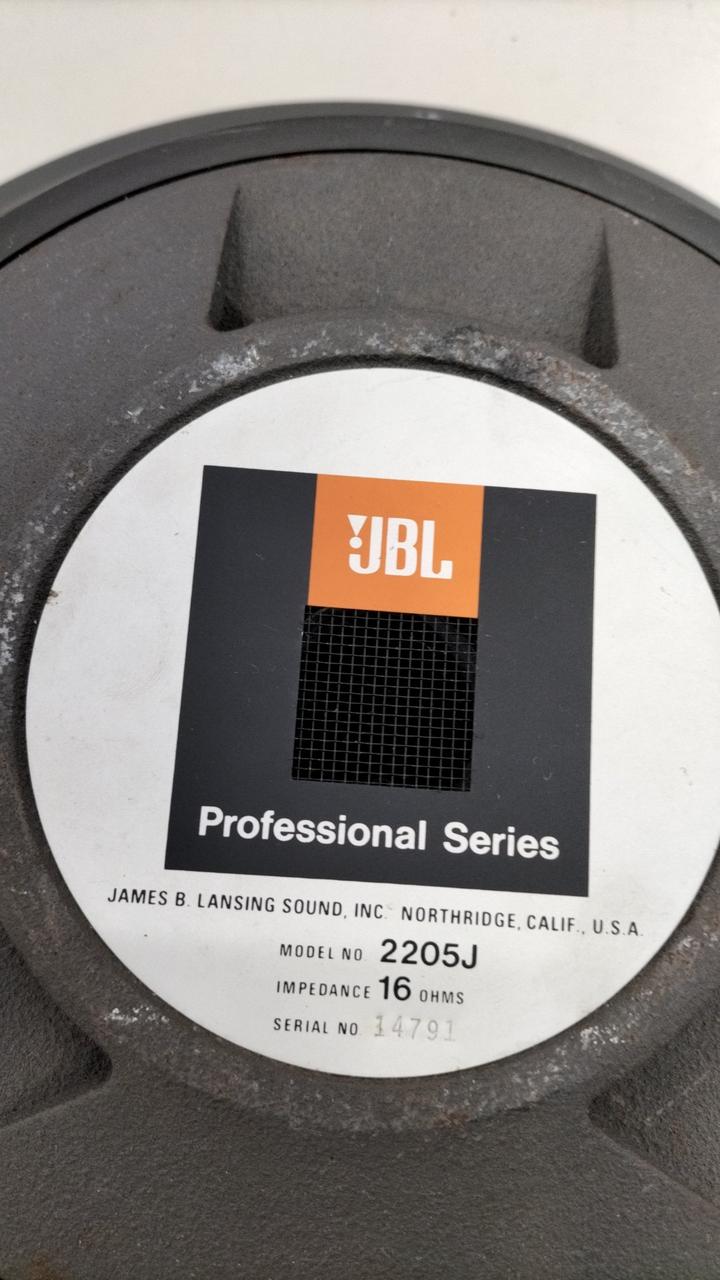 JBL
Professional Series
JAMES B. LANSING SOUND, INC. NORTHRIDGE, CALIF., U.S.A.
MODEL NO. 2205J
IMPEDANCE 16 OHMS
SERIAL NO. 14791